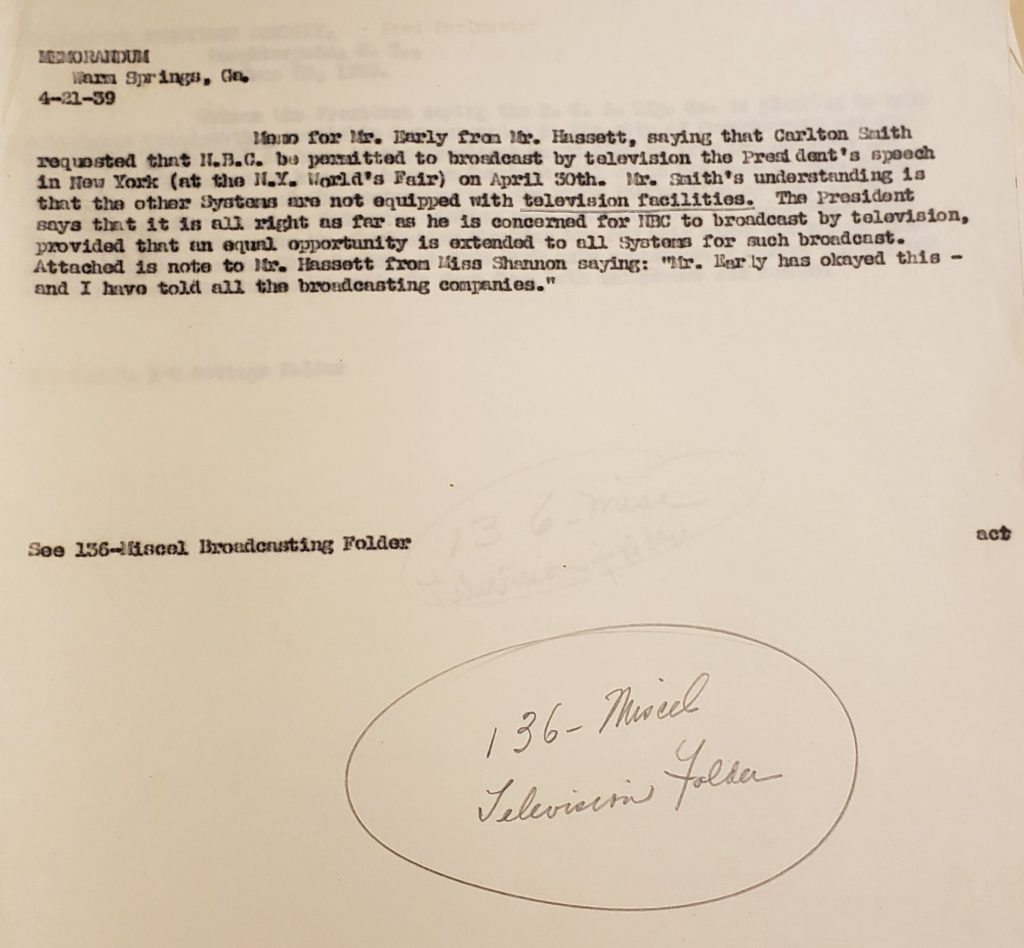 MEMORANDUM
Warm Springs, Ga.
4-21-39
Memo for Mr. Early from Mr. Hassett, saying that Carlton Smith
requested that N.B.C. be permitted to broadcast by television the President's speech
in New York (at the N.Y. World's Fair) on April 30th. Mr. Smith's understanding is
that the other Systems are not equipped with television facilities. The President
says that it is all right as far as he is concerned for NBC to broadcast by television,
provided that an equal opportunity is extended to all Systems for such broadcast.
Attached is note to Mr. Hassett from Miss Shannon saying: "Mr. Early has okayed this -
and I have told all the broadcasting companies."
See 136-Miscel Broadcasting Folder
act
136- Miscel
Television Folder